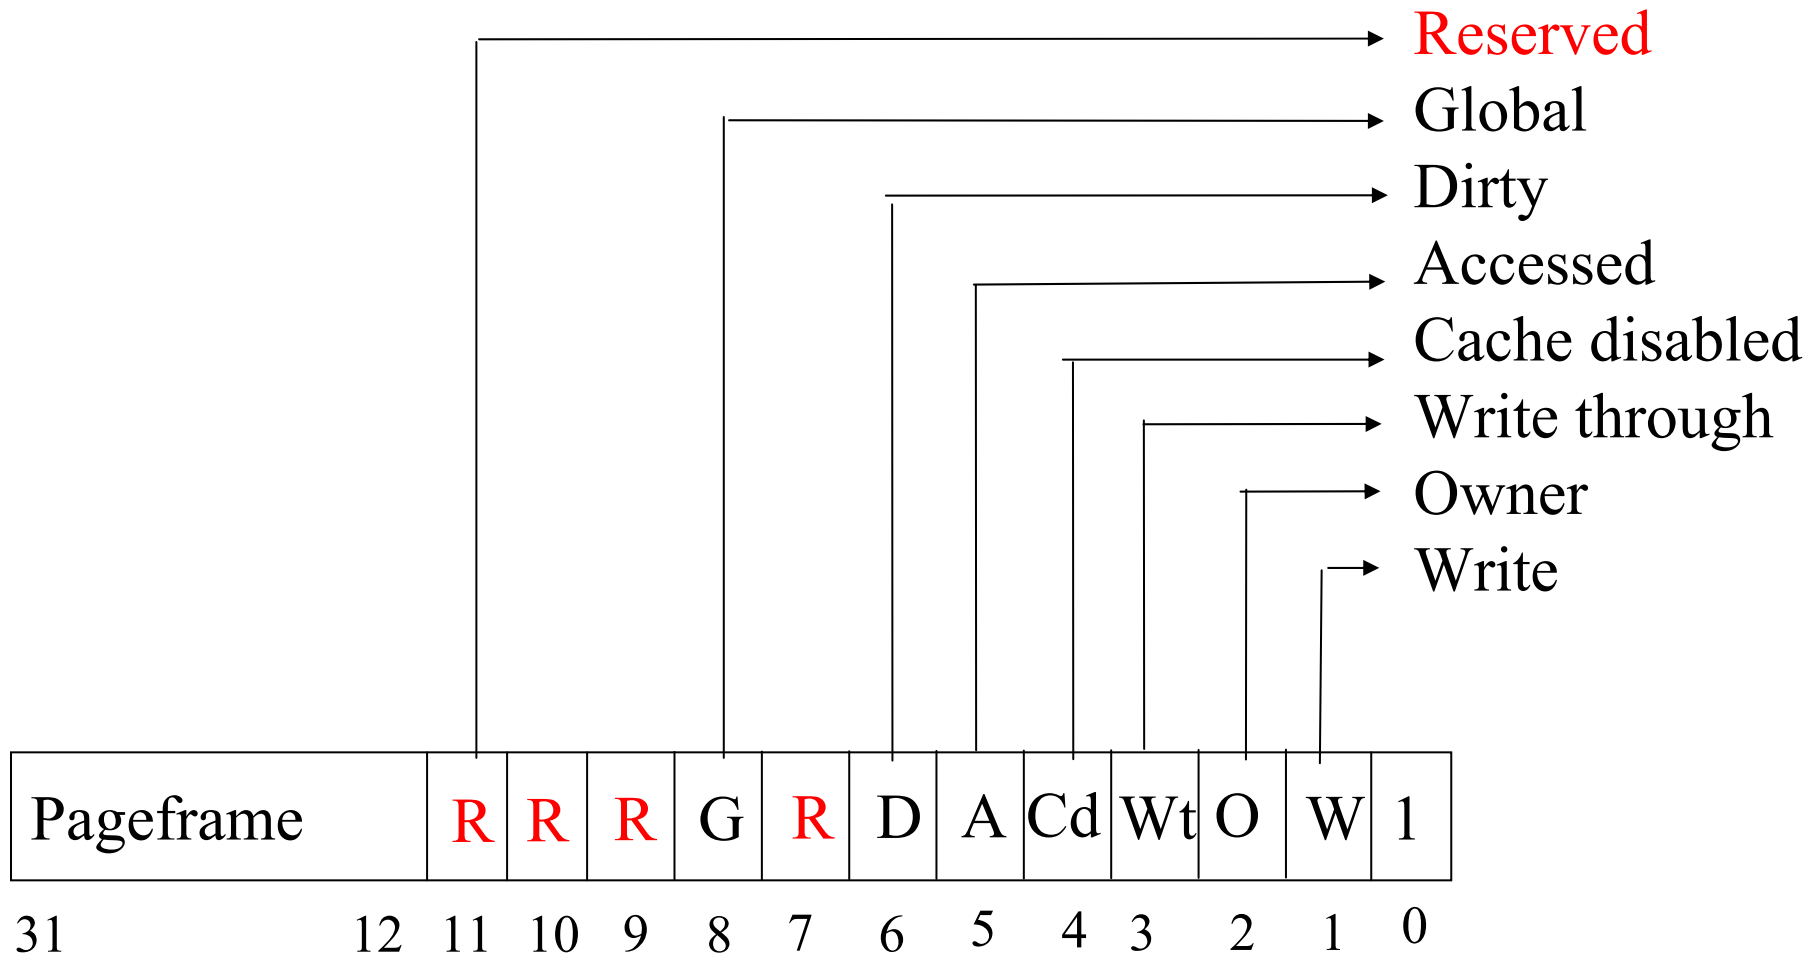 Reserved
Global
Dirty
Accessed
Cache disabled
Write through
Owner
Write
Pageframe R R R G R D A Cd Wt O W 1
31 12 11 10 9 8 7 6 5 4 3 2 1 0